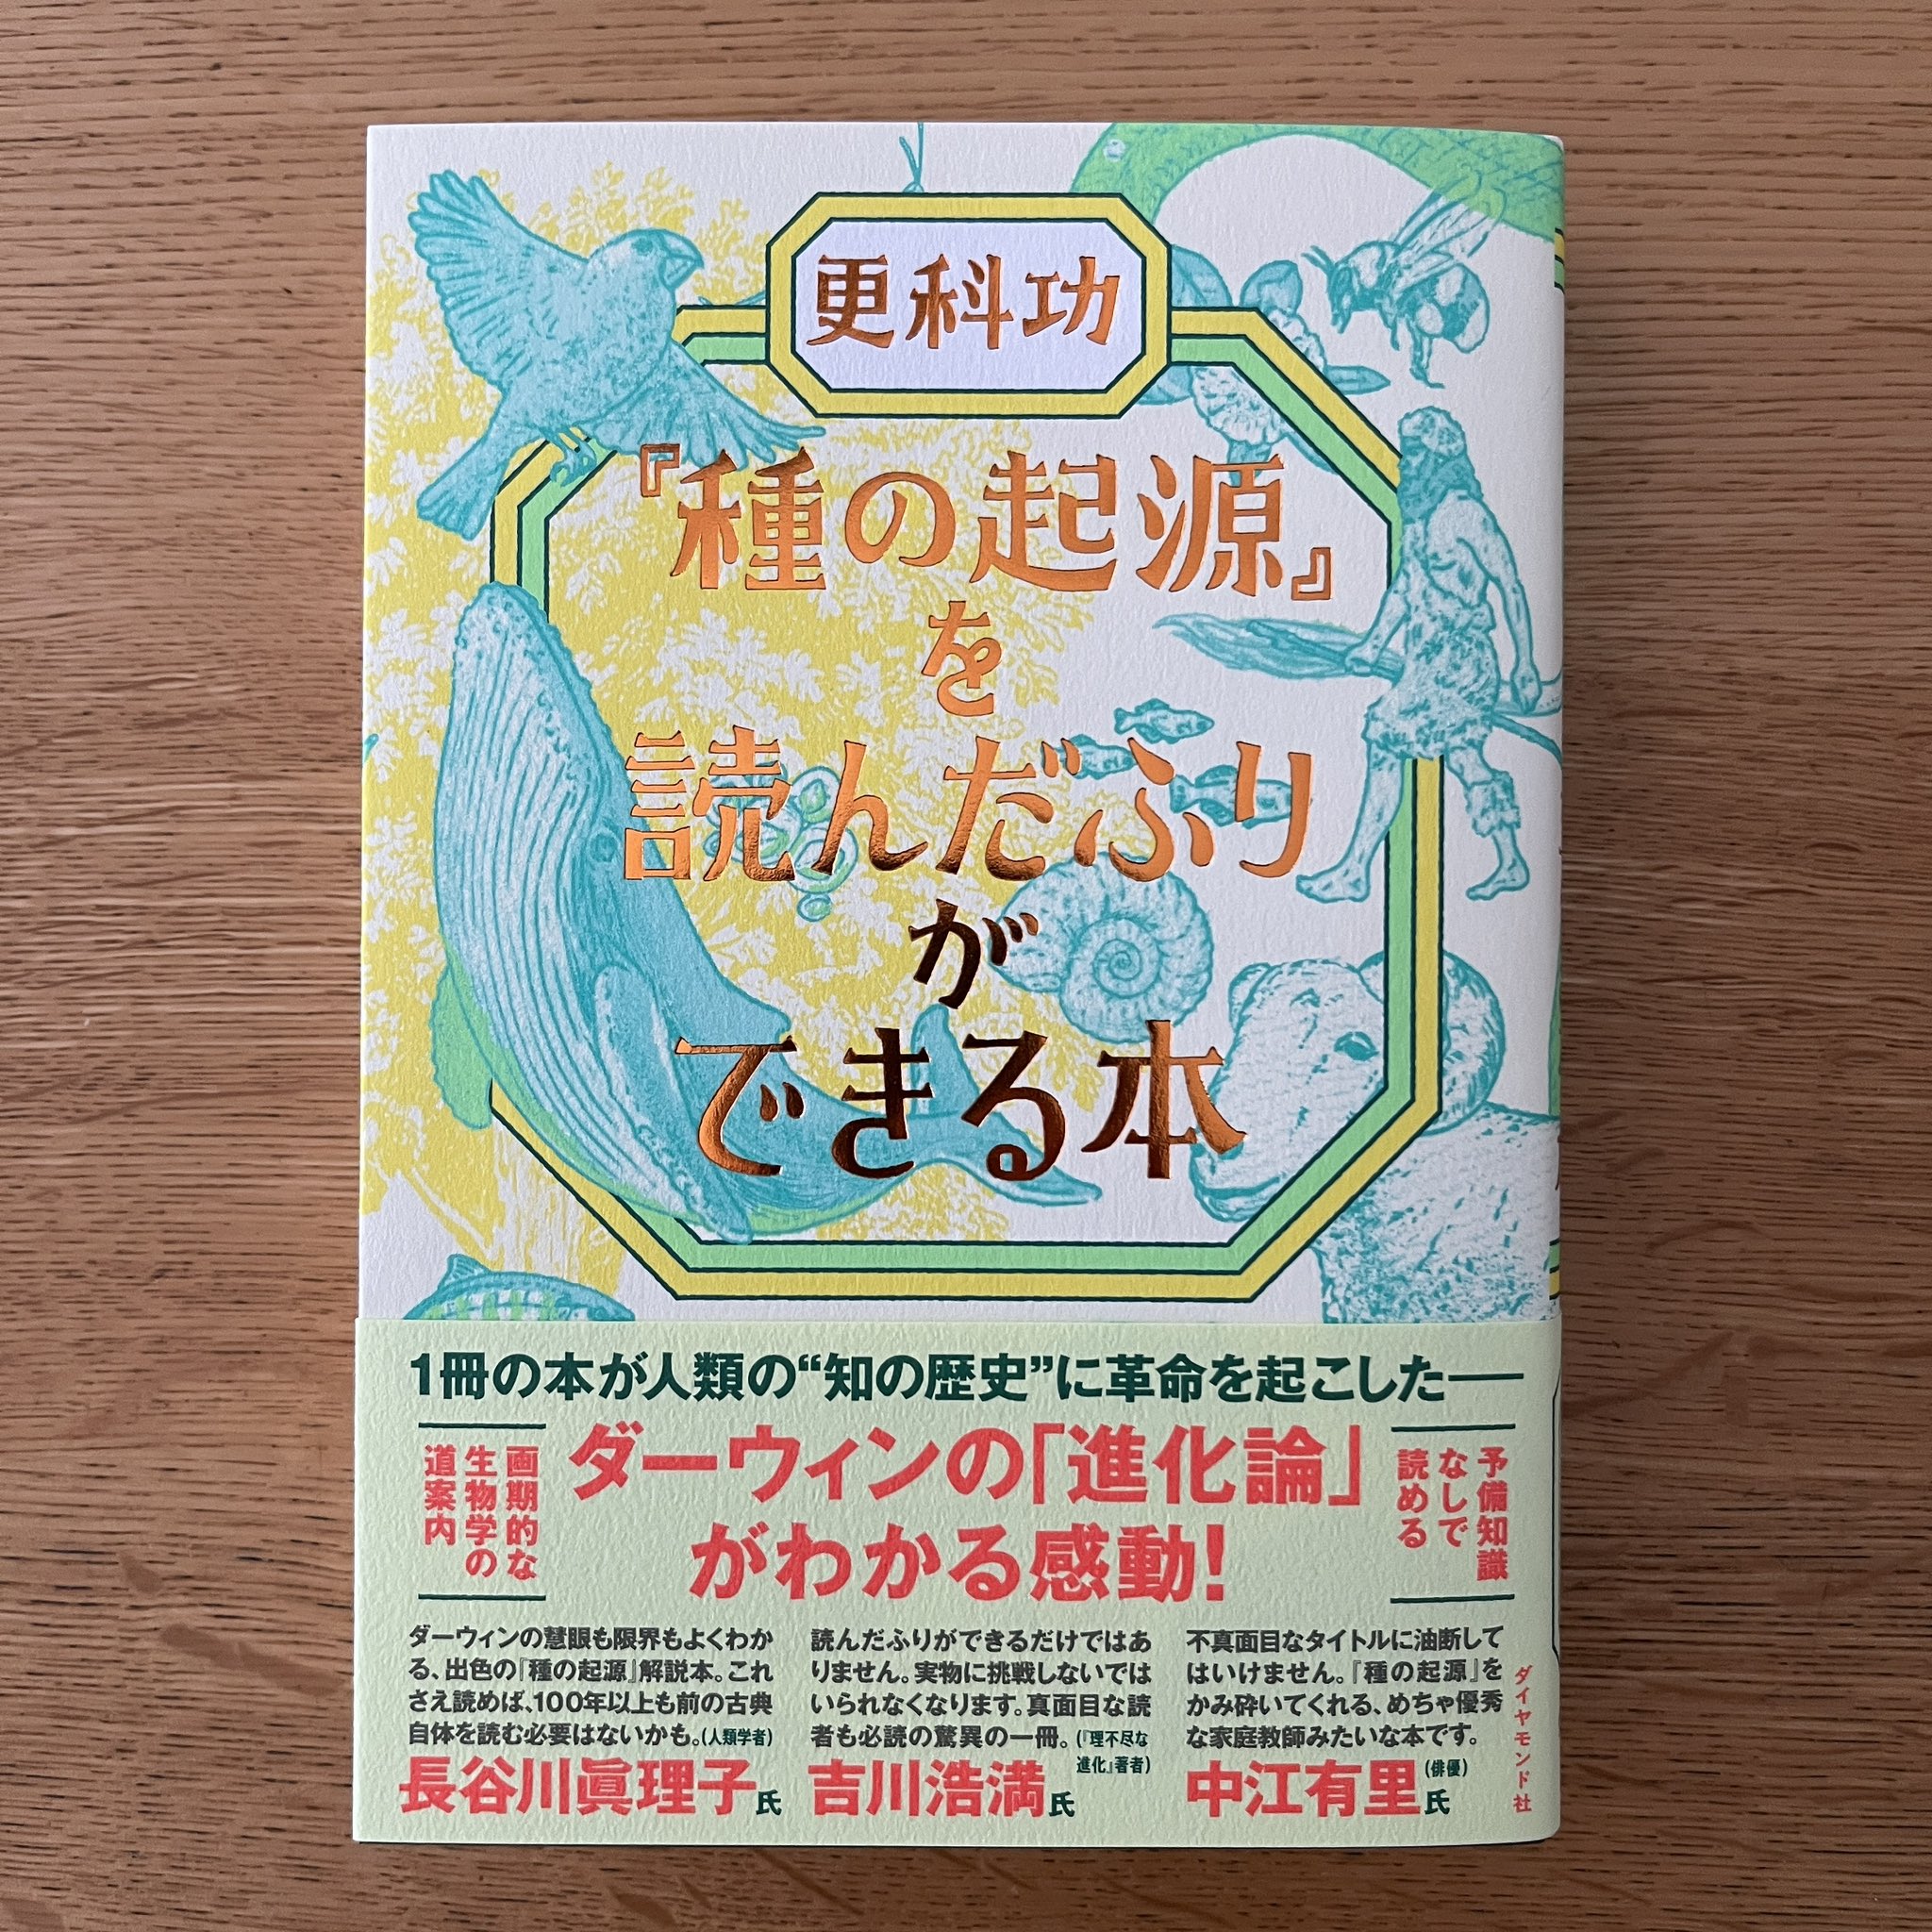 更科功
『種の起源』
を
読んだふり
が
できる本
1冊の本が人類の“知の歴史”に革命を起こした──
予備知識
なしで
読める
ダーウィンの「進化論」
がわかる感動!
画期的な
生物学の
道案内
ダーウィンの慧眼も限界もよくわか
る、出色の『種の起源』解説本。これ
さえ読めば、100年以上も前の古典
自体を読む必要はないかも。(人類学者)
長谷川眞理子氏
読んだふりができるだけではあ
りません。実物に挑戦しないでは
いられなくなります。真面目な読
者も必読の驚異の一冊。(『理不尽な
進化』著者)
吉川浩満氏
不真面目なタイトルに油断して
はいけません。『種の起源』を
かみ砕いてくれる、めちゃ優秀
な家庭教師みたいな本です。
(俳優)
中江有里氏
ダイヤモンド社